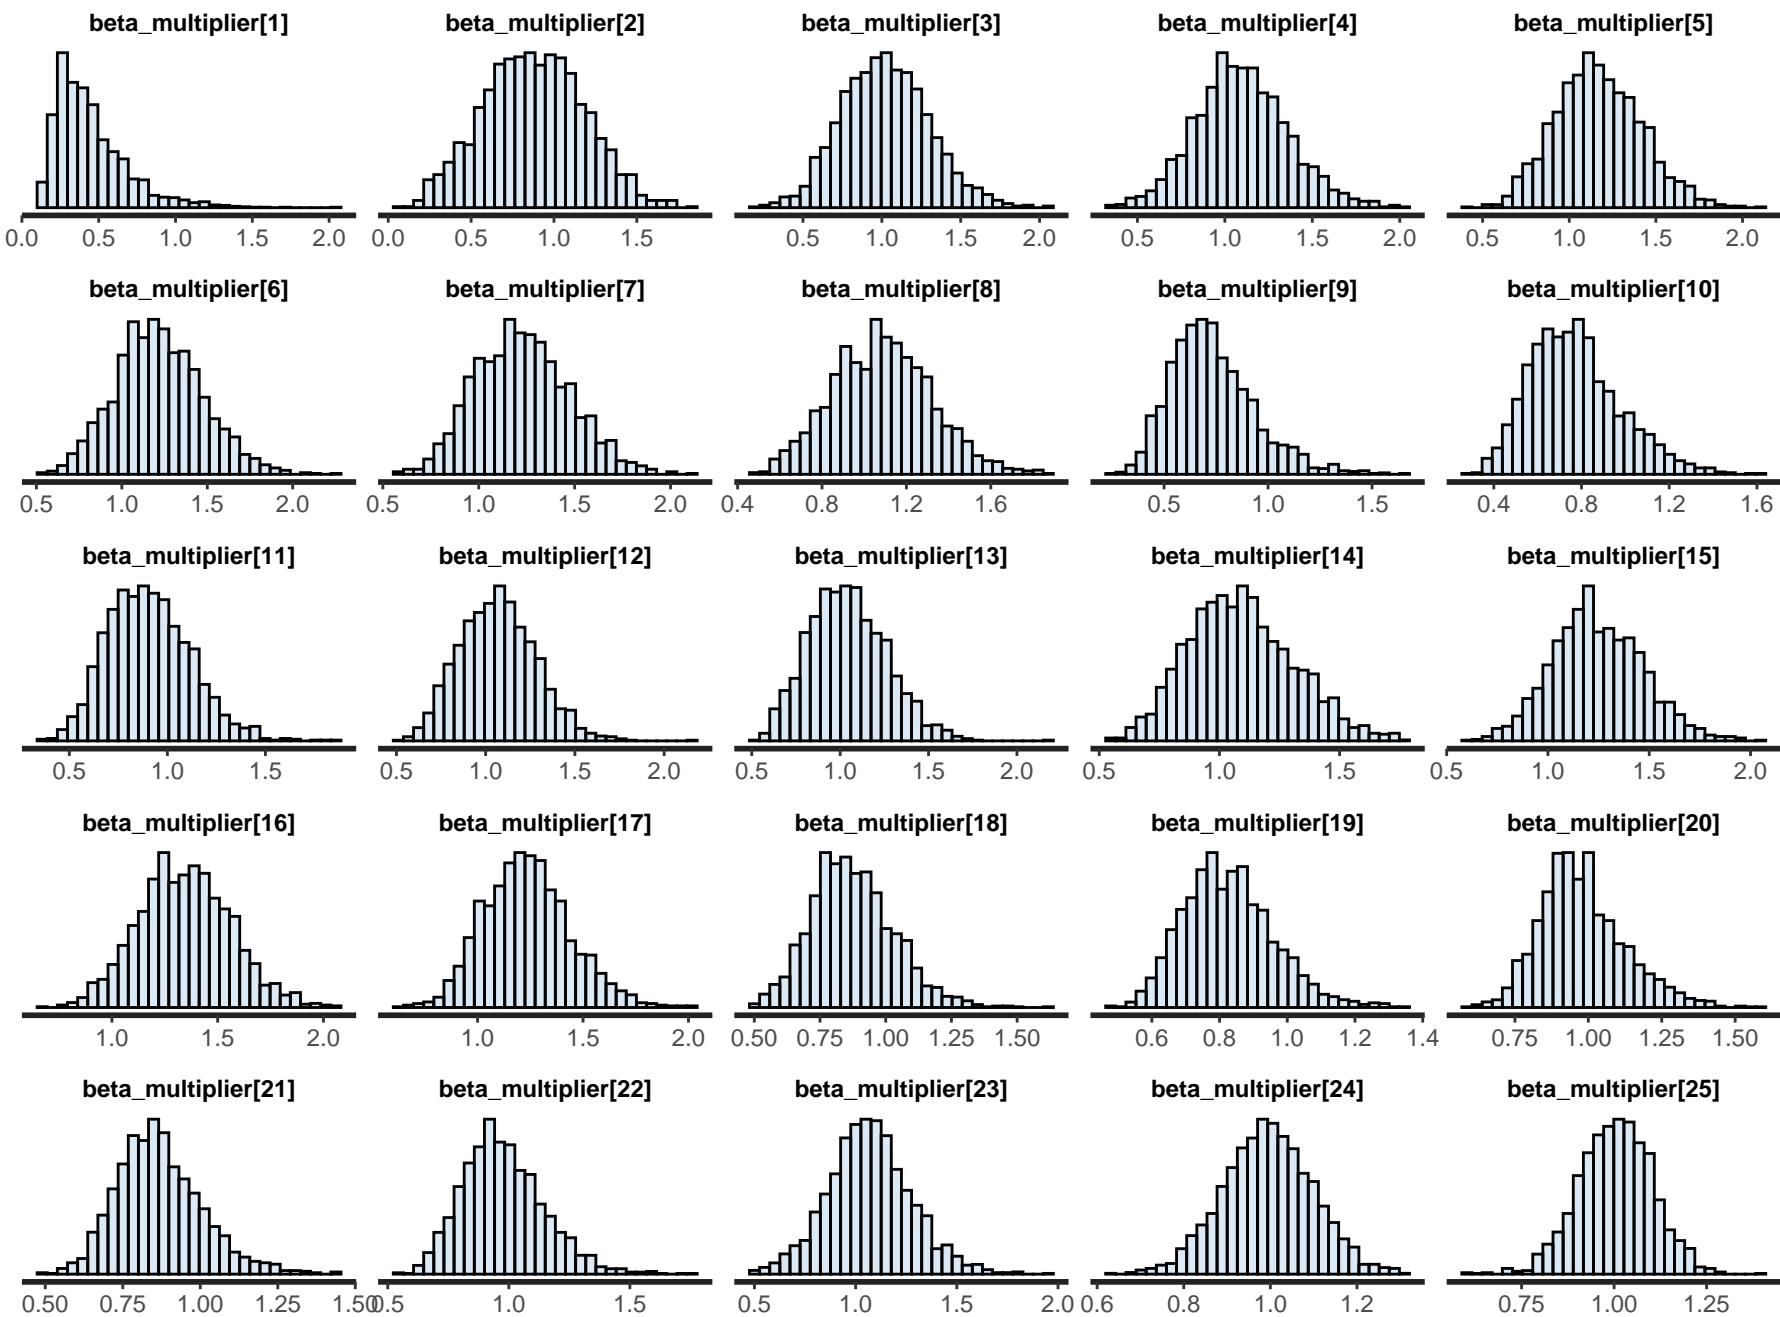 beta_multiplier[1] beta_multiplier[2] beta_multiplier[3] beta_multiplier[4] beta_multiplier[5]
0.0 0.5 1.0 1.5 2.0 0.0 0.5 1.0 1.5 0.5 1.0 1.5 2.0 0.5 1.0 1.5 2.0 0.5 1.0 1.5 2.0
beta_multiplier[6] beta_multiplier[7] beta_multiplier[8] beta_multiplier[9] beta_multiplier[10]
0.5 1.0 1.5 2.0 0.5 1.0 1.5 2.0 0.4 0.8 1.2 1.6 0.5 1.0 1.5 0.4 0.8 1.2 1.6
beta_multiplier[11] beta_multiplier[12] beta_multiplier[13] beta_multiplier[14] beta_multiplier[15]
0.5 1.0 1.5 0.5 1.0 1.5 2.0 0.5 1.0 1.5 2.0 0.5 1.0 1.5 0.5 1.0 1.5 2.0
beta_multiplier[16] beta_multiplier[17] beta_multiplier[18] beta_multiplier[19] beta_multiplier[20]
1.0 1.5 2.0 1.0 1.5 2.0 0.50 0.75 1.00 1.25 1.50 0.6 0.8 1.0 1.2 1.4 0.75 1.00 1.25 1.50
beta_multiplier[21] beta_multiplier[22] beta_multiplier[23] beta_multiplier[24] beta_multiplier[25]
0.50 0.75 1.00 1.25 1.50 0.5 1.0 1.5 0.5 1.0 1.5 2.0 0.6 0.8 1.0 1.2 0.75 1.00 1.25